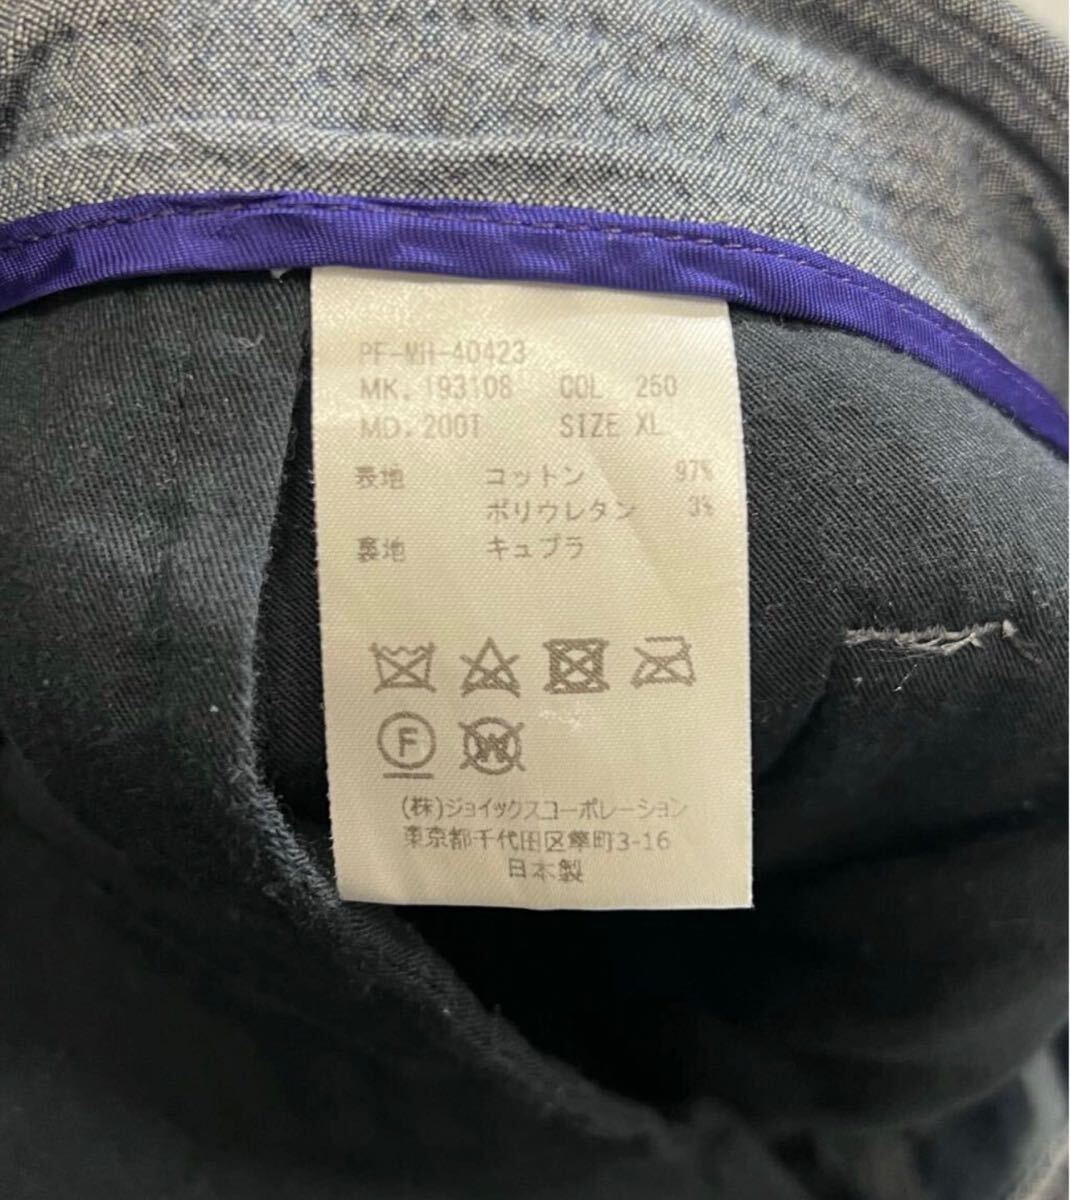 PF-MH-40423
MK. 193108 COL 250
MD. 200T SIZE XL
表地 コットン 97%
ポリウレタン 3%
裏地 キュプラ
F
W
(株)ジョイックスコーポレーション
東京都千代田区隼町3-16
日本製